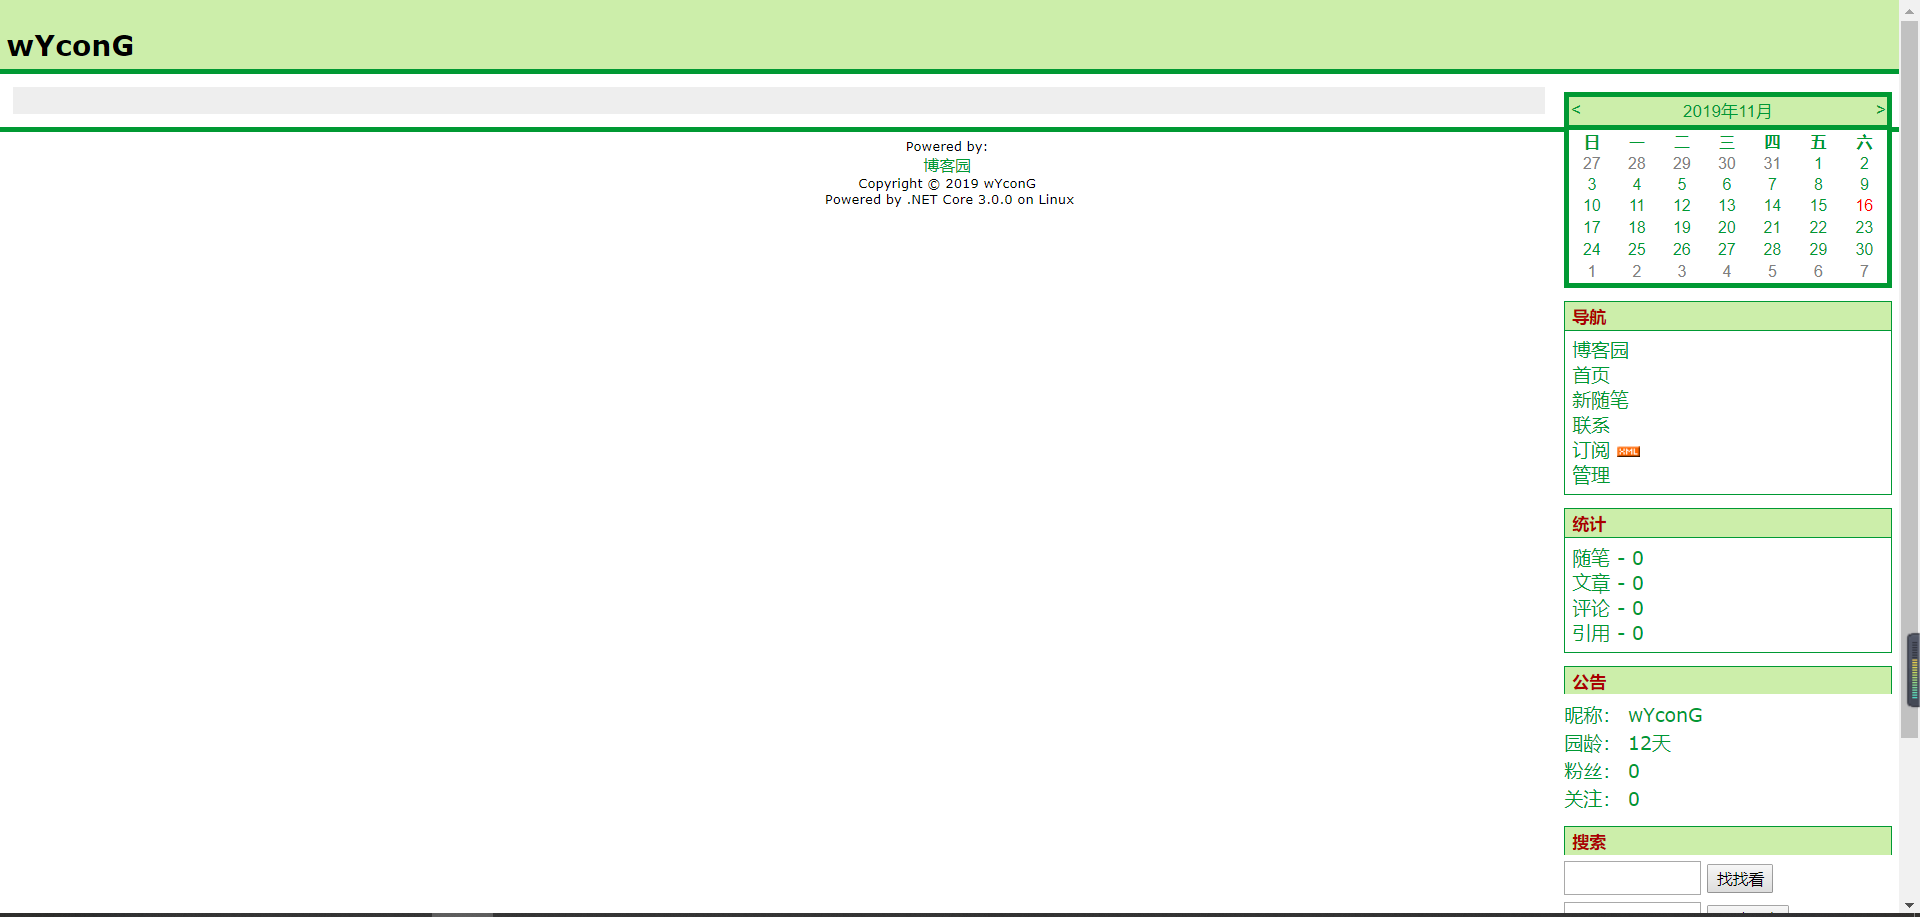 wYconG
Powered by:
博客园
Copyright © 2019 wYconG
Powered by .NET Core 3.0.0 on Linux
< 2019年11月 >
日 一 二 三 四 五 六
27 28 29 30 31 1 2
3 4 5 6 7 8 9
10 11 12 13 14 15 16
17 18 19 20 21 22 23
24 25 26 27 28 29 30
1 2 3 4 5 6 7
导航
博客园
首页
新随笔
联系
订阅 XML
管理
统计
随笔 - 0
文章 - 0
评论 - 0
引用 - 0
公告
昵称： wYconG
园龄： 12天
粉丝： 0
关注： 0
搜索
找找看